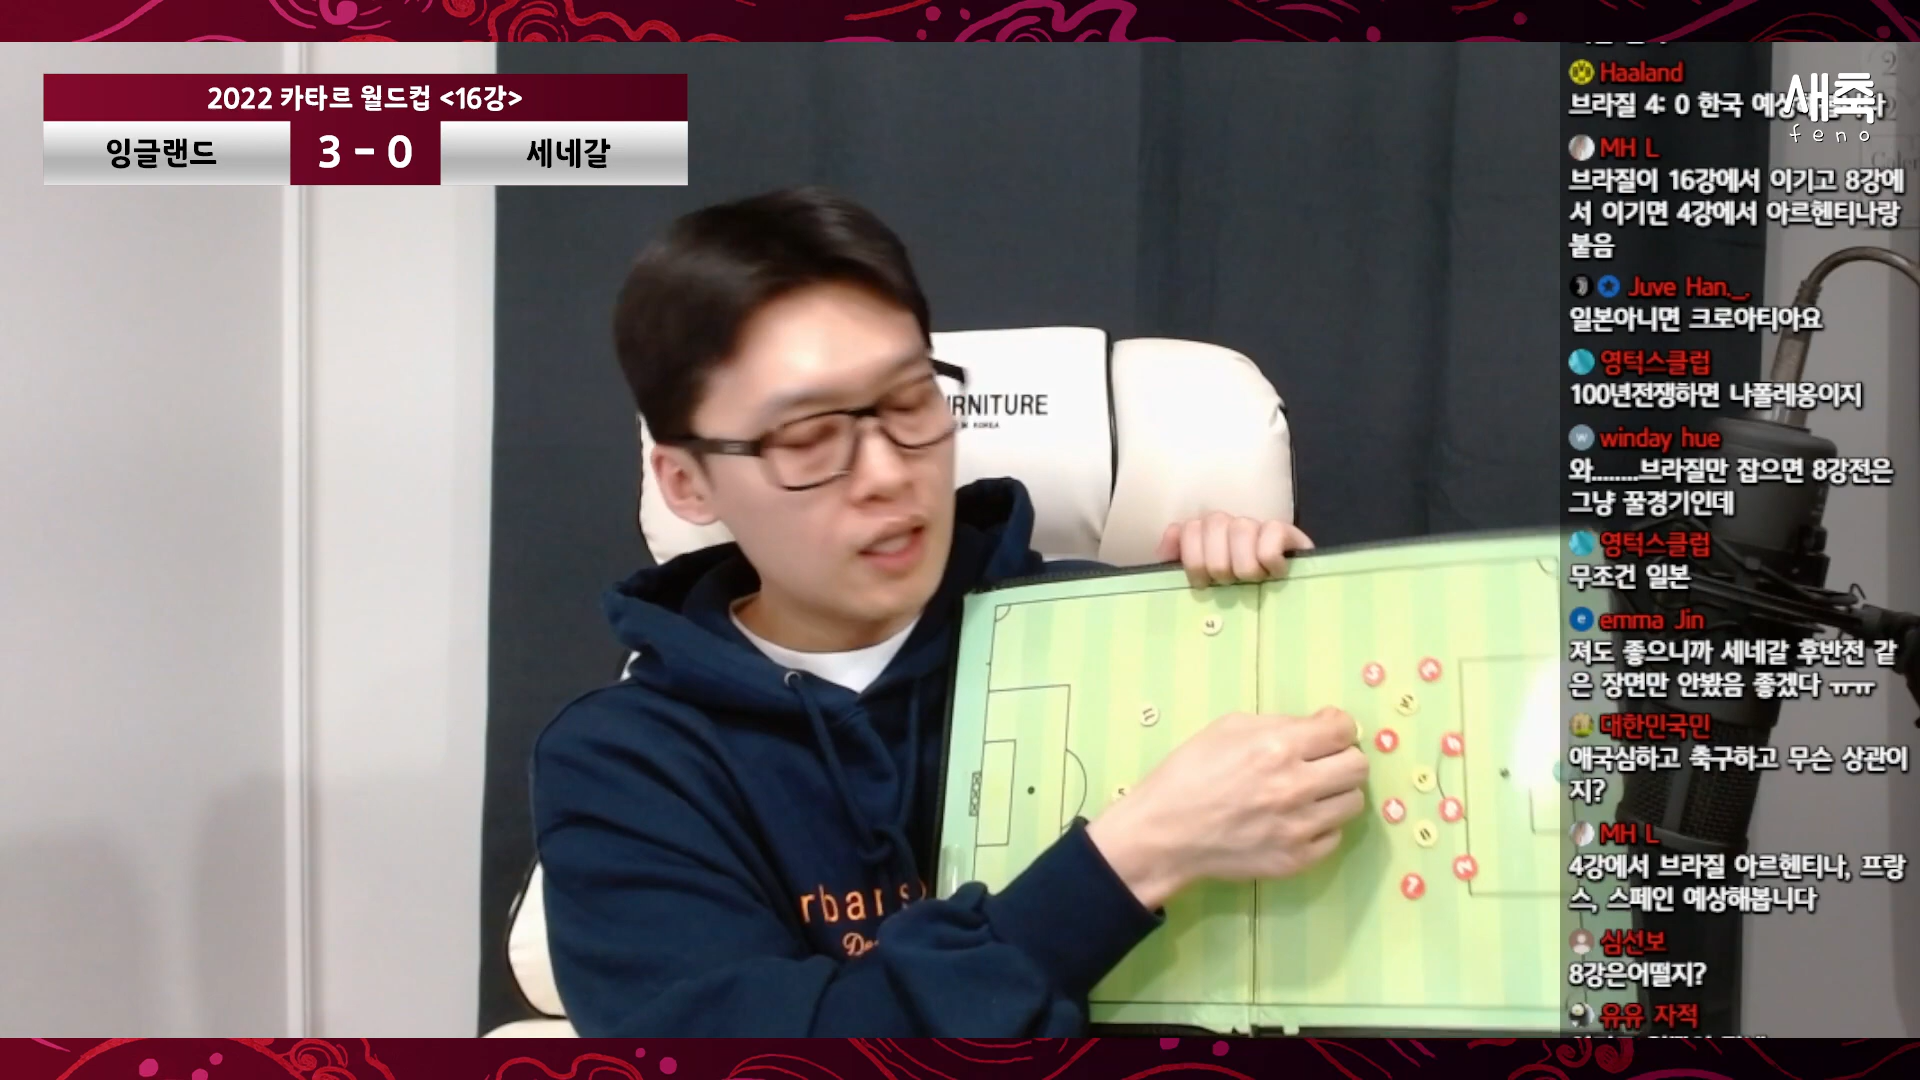 2022 카타르 월드컵 <16강>
잉글랜드 3 - 0 세네갈
새축
feno
RNITURE
KOREA
rbar s
Haaland
브라질 4: 0 한국
MH L
브라질이 16강에서 이기고 8강에
서 이기면 4강에서 아르헨티나랑
붙음
Juve Han._.
일본아니면 크로아티아요
영턱스클럽
100년전쟁하면 나폴레옹이지
winday hue
와........브라질만 잡으면 8강전은
그냥 꿀경기인데
영턱스클럽
무조건 일본
emma Jin
져도 좋으니까 세네갈 후반전 같
은 장면만 안봤음 좋겠다 ㅠㅠ
대한민국민
애국심하고 축구하고 무슨 상관이
지?
MH L
4강에서 브라질 아르헨티나, 프랑
스, 스페인 예상해봅니다
심선보
8강은어떨지?
유유 자적